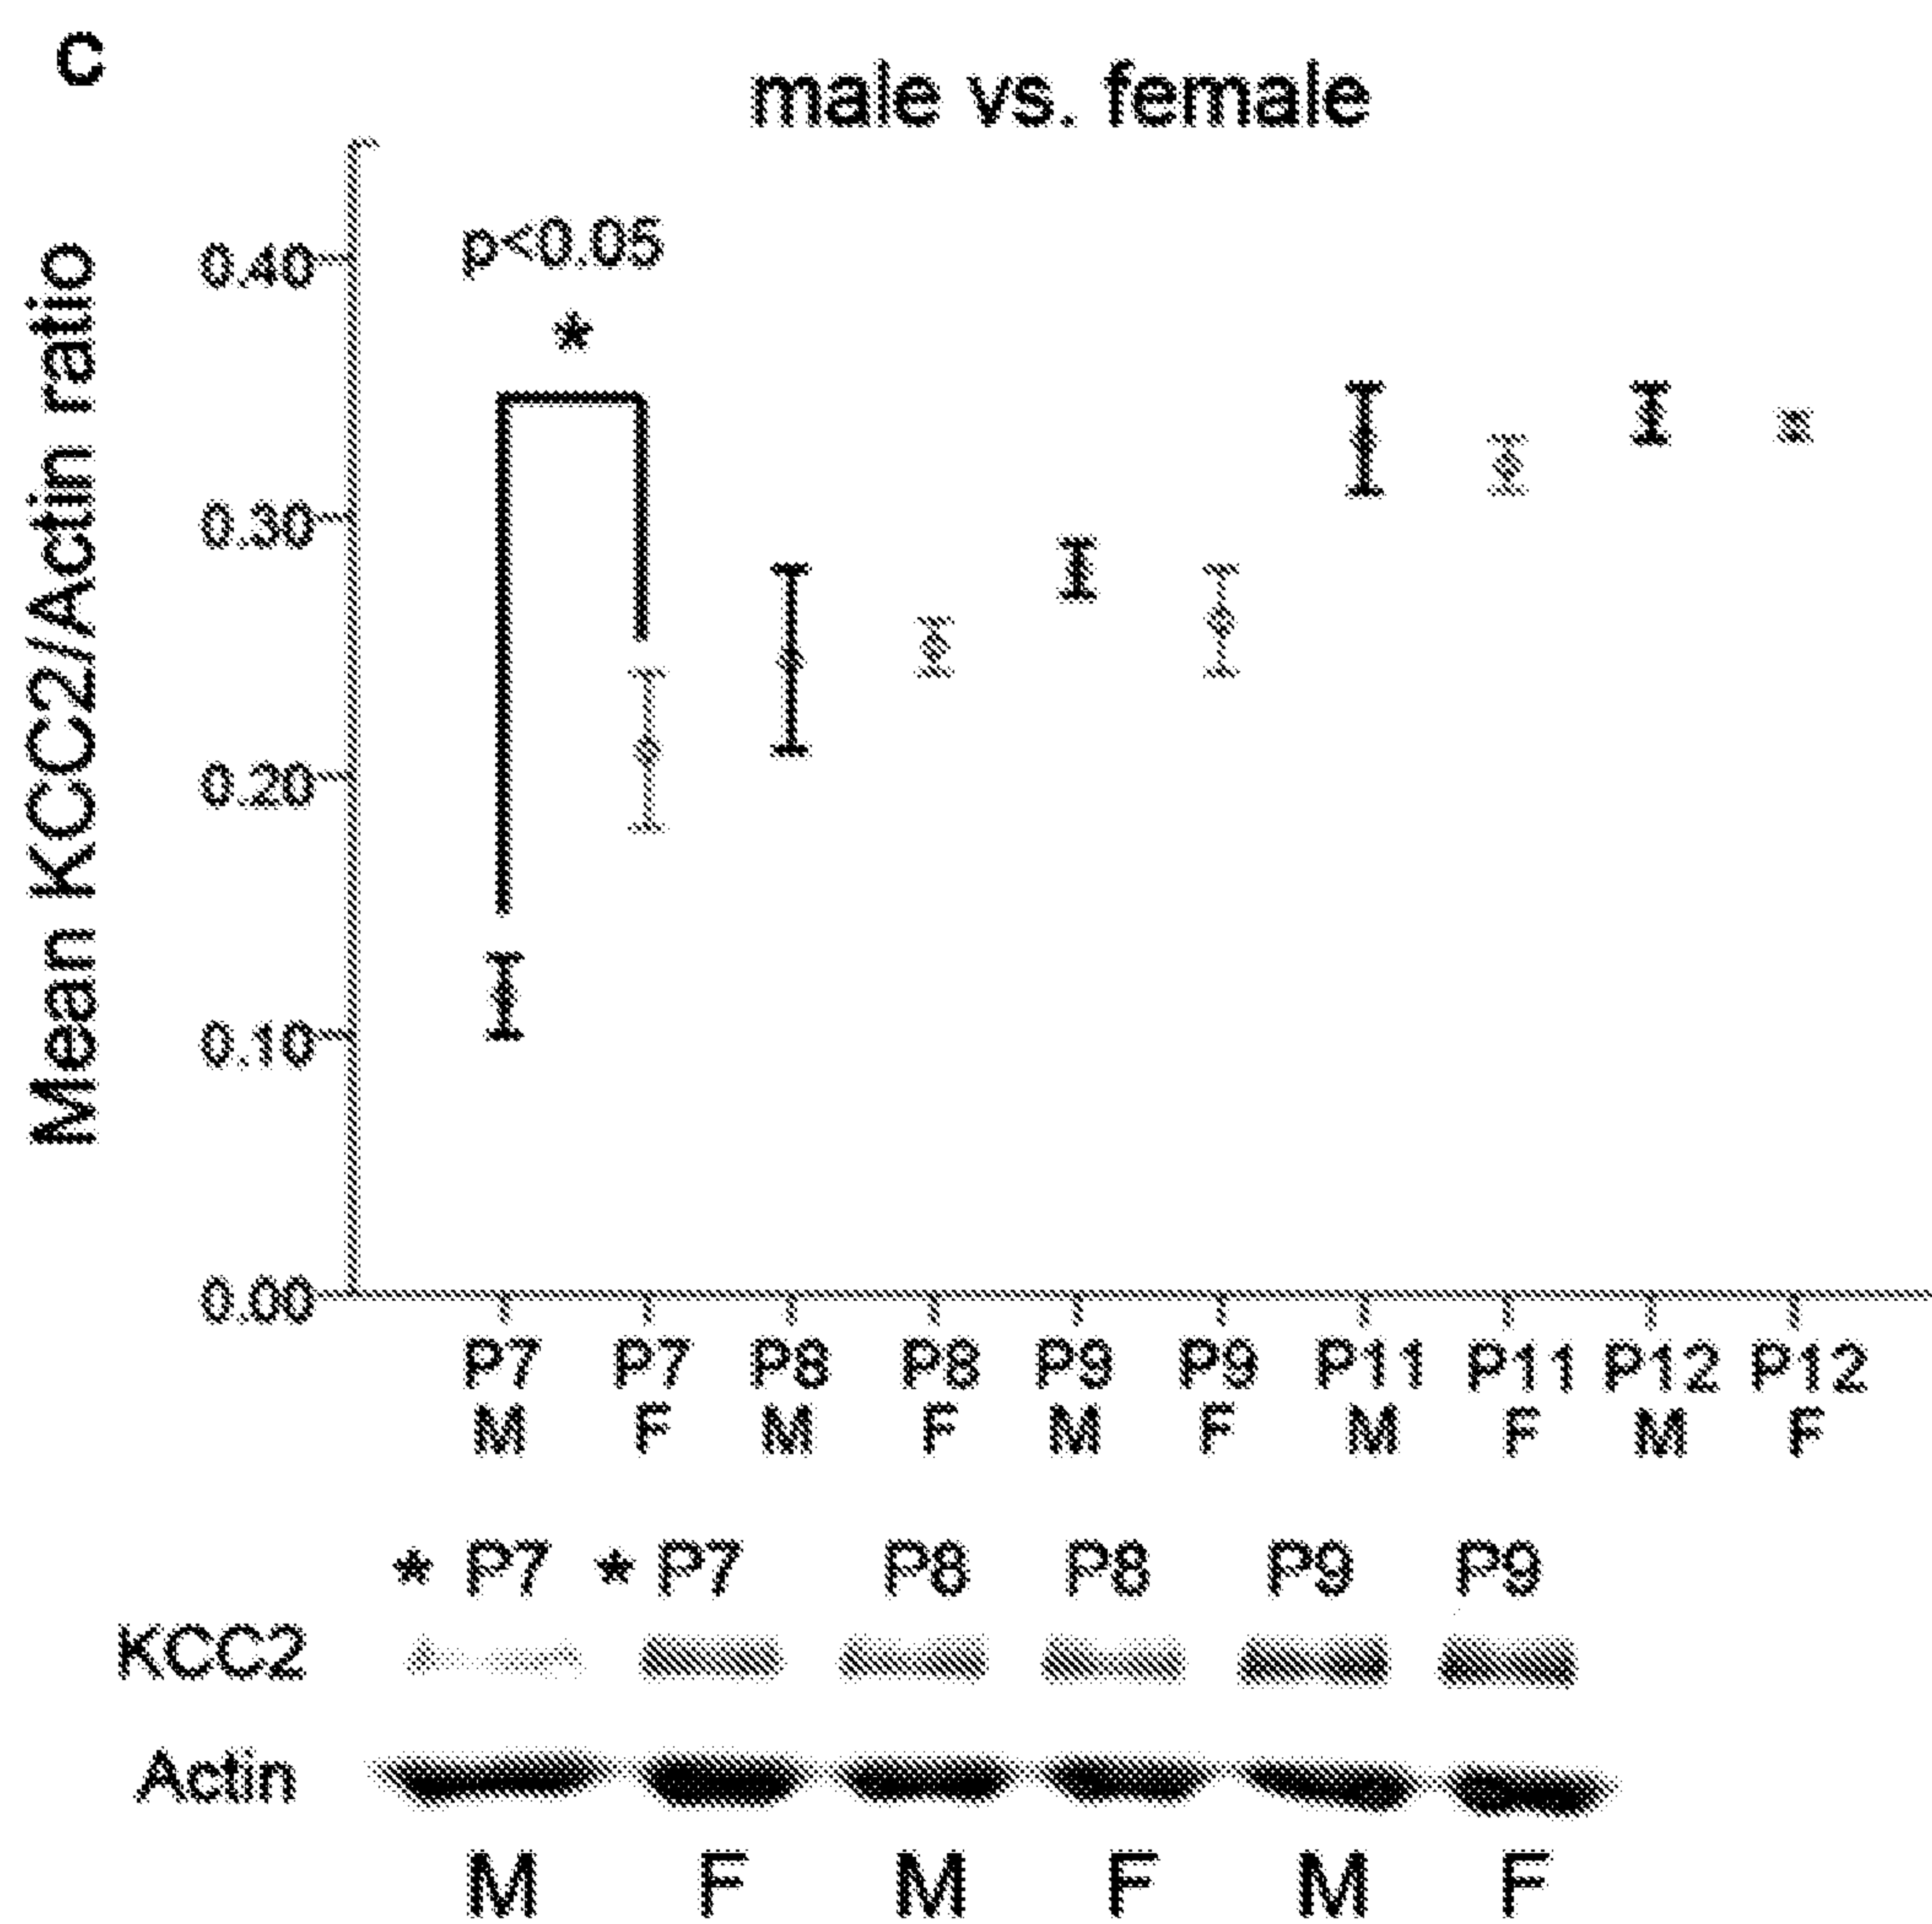 C
male vs. female
Mean KCC2/Actin ratio
p<0.05
*
0.40
0.30
0.20
0.10
0.00
P7 P7 P8 P8 P9 P9 P11 P11 P12 P12
M F M F M F M F M F
* P7 * P7 P8 P8 P9 P9
KCC2
Actin
M F M F M F